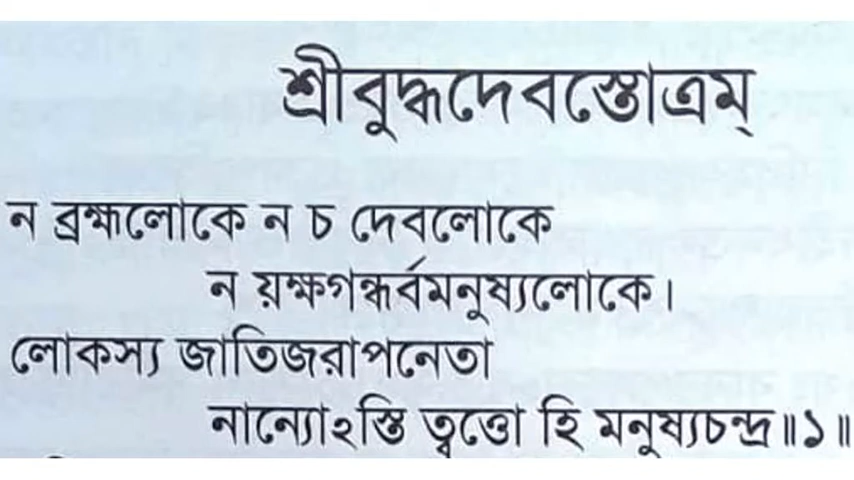 শ্রীবুদ্ধদেবস্তোত্রম্
ন ব্রহ্মলোকে ন চ দেবলোকে
ন য়ক্ষগন্ধর্বমনুষ্যলোকে।
লোকস্য জাতিজরাপনেতা
নান্যোঽস্তি ত্বত্তো হি মনুষ্যচন্দ্র॥১॥